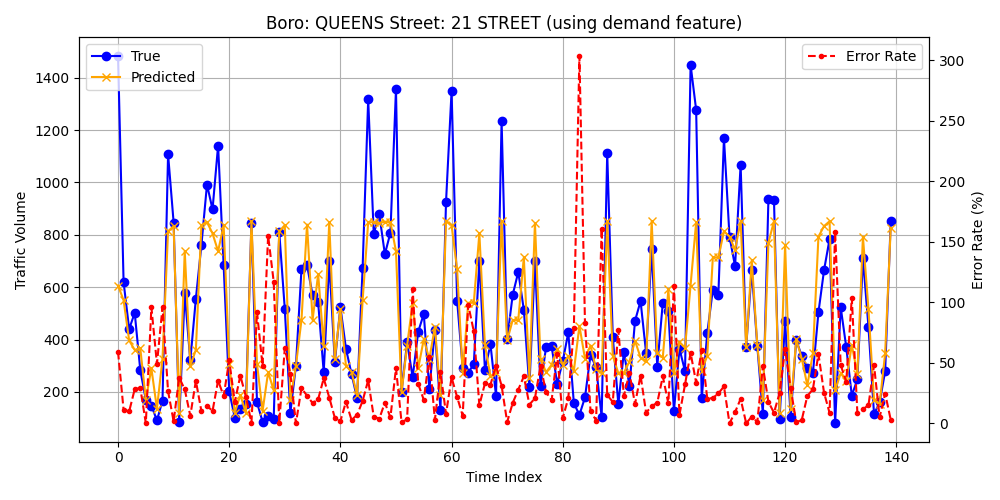 Boro: QUEENS Street: 21 STREET (using demand feature)
True
Predicted
Error Rate
1400
1200
1000
800
600
400
200
300
250
200
150
100
50
0
Traffic Volume
Error Rate (%)
0 20 40 60 80 100 120 140
Time Index